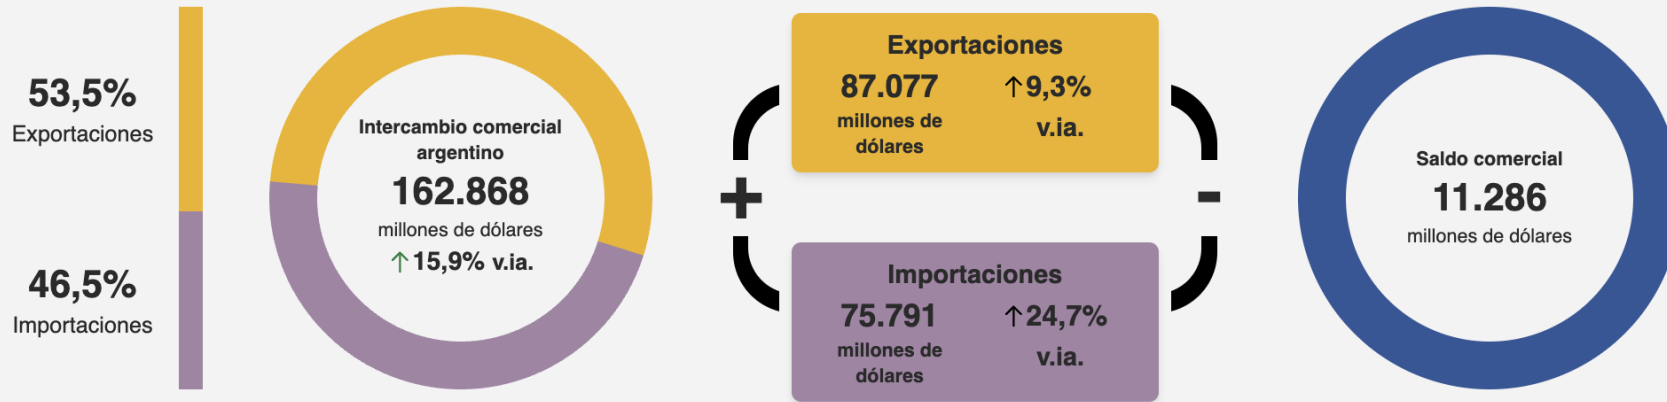 53,5%
Exportaciones
46,5%
Importaciones
Intercambio comercial
argentino
162.868
millones de dólares
↑15,9% v.ia.
+
Exportaciones
87.077
millones de
dólares
↑9,3%
v.ia.
Importaciones
75.791
millones de
dólares
↑24,7%
v.ia.
-
Saldo comercial
11.286
millones de dólares